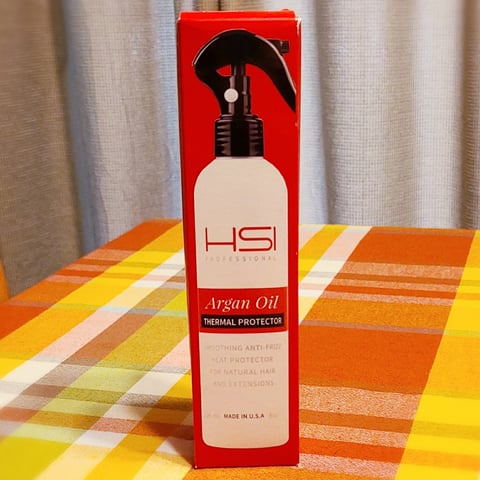 HSI
PROFESSIONAL
Argan Oil
THERMAL PROTECTOR
SMOOTHING ANTI-FRIZZ
HEAT PROTECTOR
FOR NATURAL HAIR
AND EXTENSIONS
MADE IN U.S.A